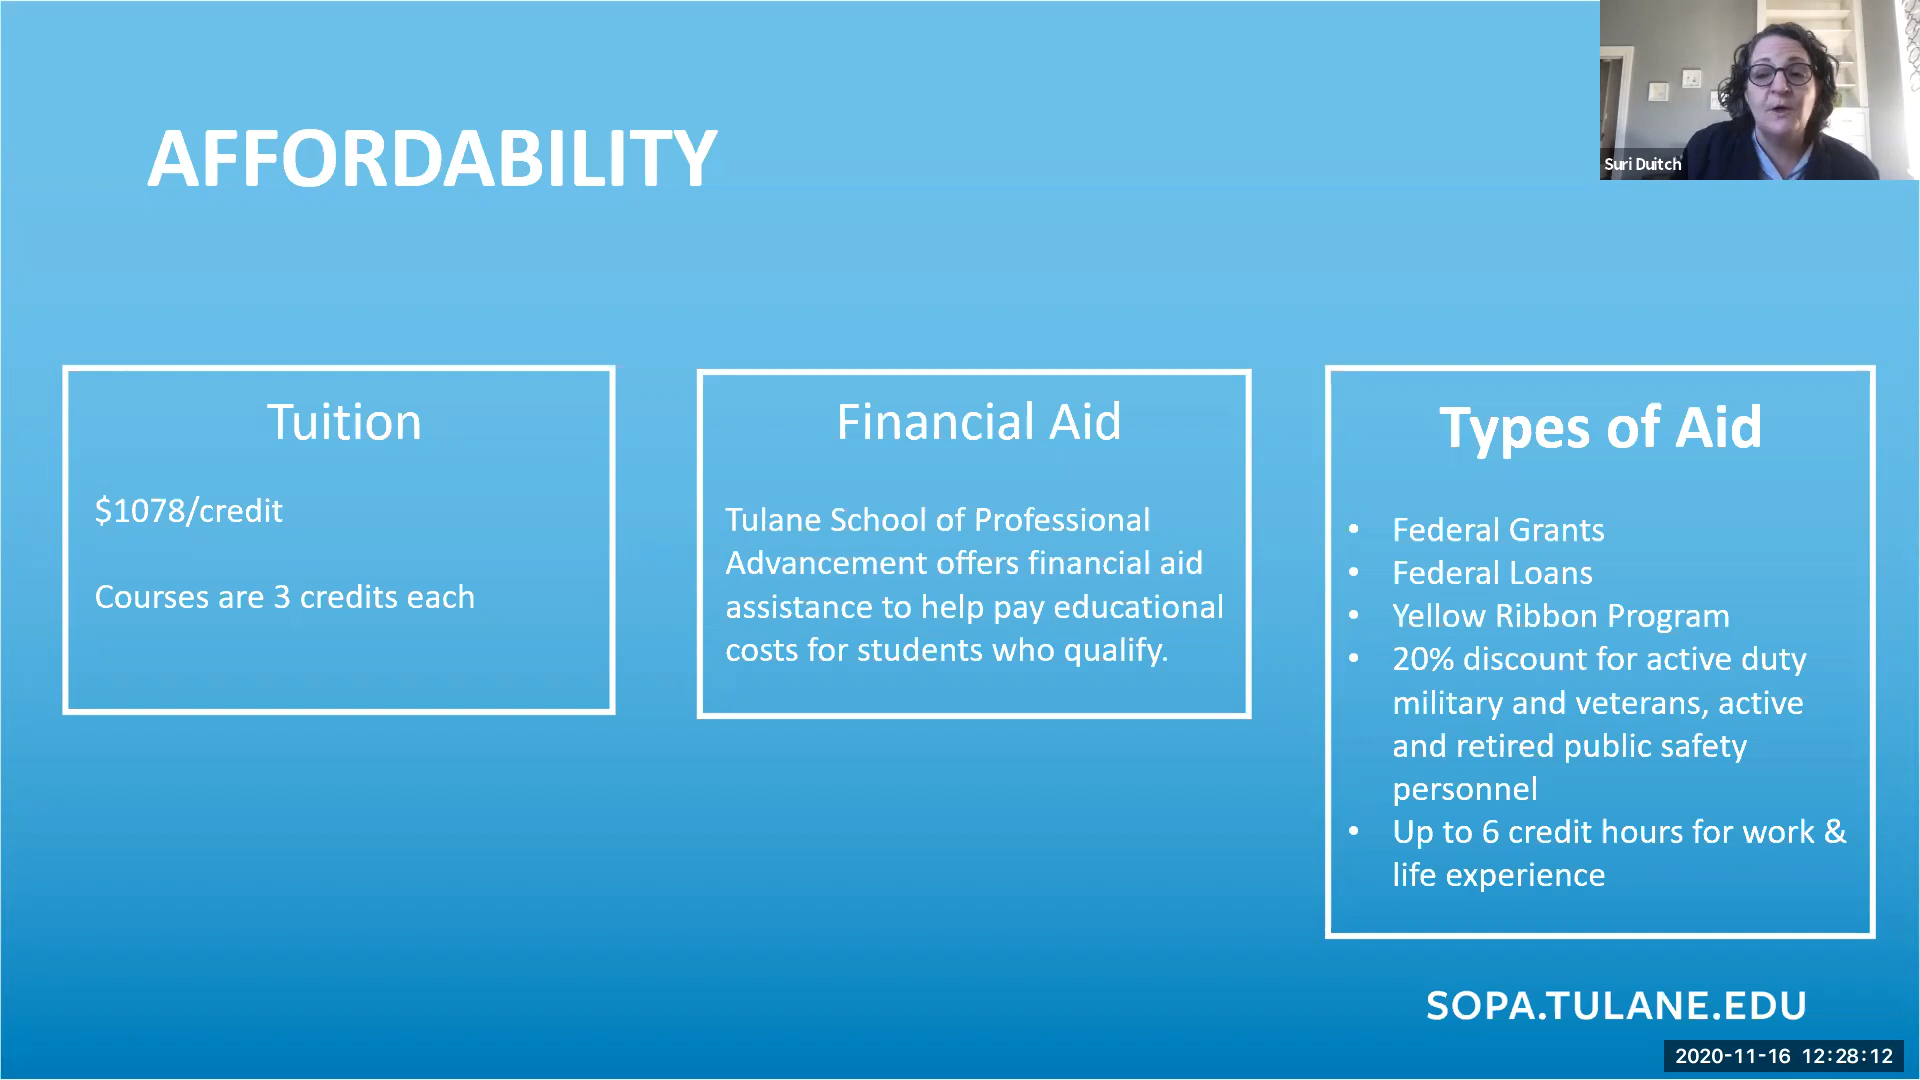 AFFORDABILITY
Suri Duitch
Tuition
$1078/credit
Courses are 3 credits each
Financial Aid
Tulane School of Professional
Advancement offers financial aid
assistance to help pay educational
costs for students who qualify.
Types of Aid
• Federal Grants
• Federal Loans
• Yellow Ribbon Program
• 20% discount for active duty
military and veterans, active
and retired public safety
personnel
• Up to 6 credit hours for work &
life experience
SOPA.TULANE.EDU
2020-11-16 12:28:12